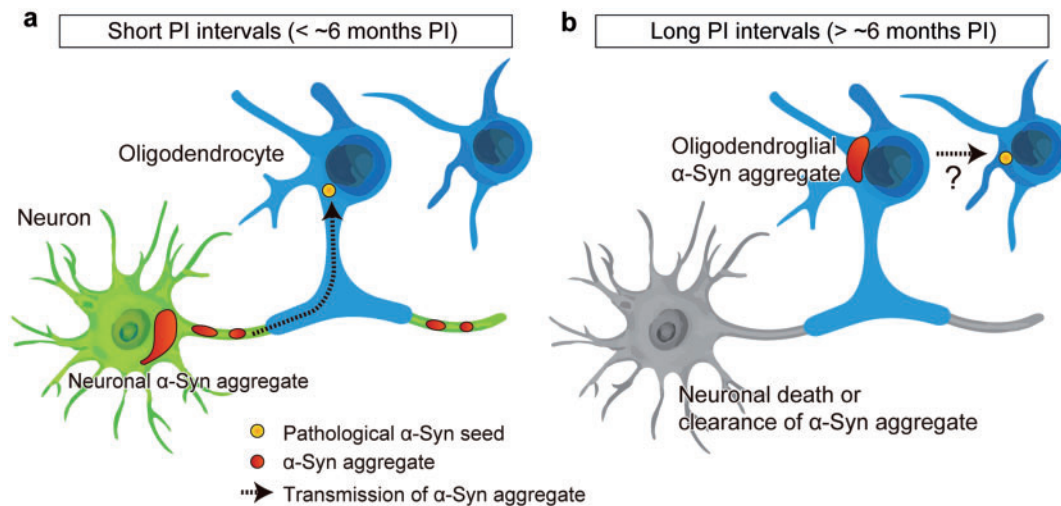 a
Short PI intervals (< ~6 months PI)
Oligodendrocyte
Neuron
Neuronal α-Syn aggregate
Pathological α-Syn seed
α-Syn aggregate
Transmission of α-Syn aggregate
b
Long PI intervals (> ~6 months PI)
Oligodendroglial
α-Syn aggregate
?
Neuronal death or
clearance of α-Syn aggregate